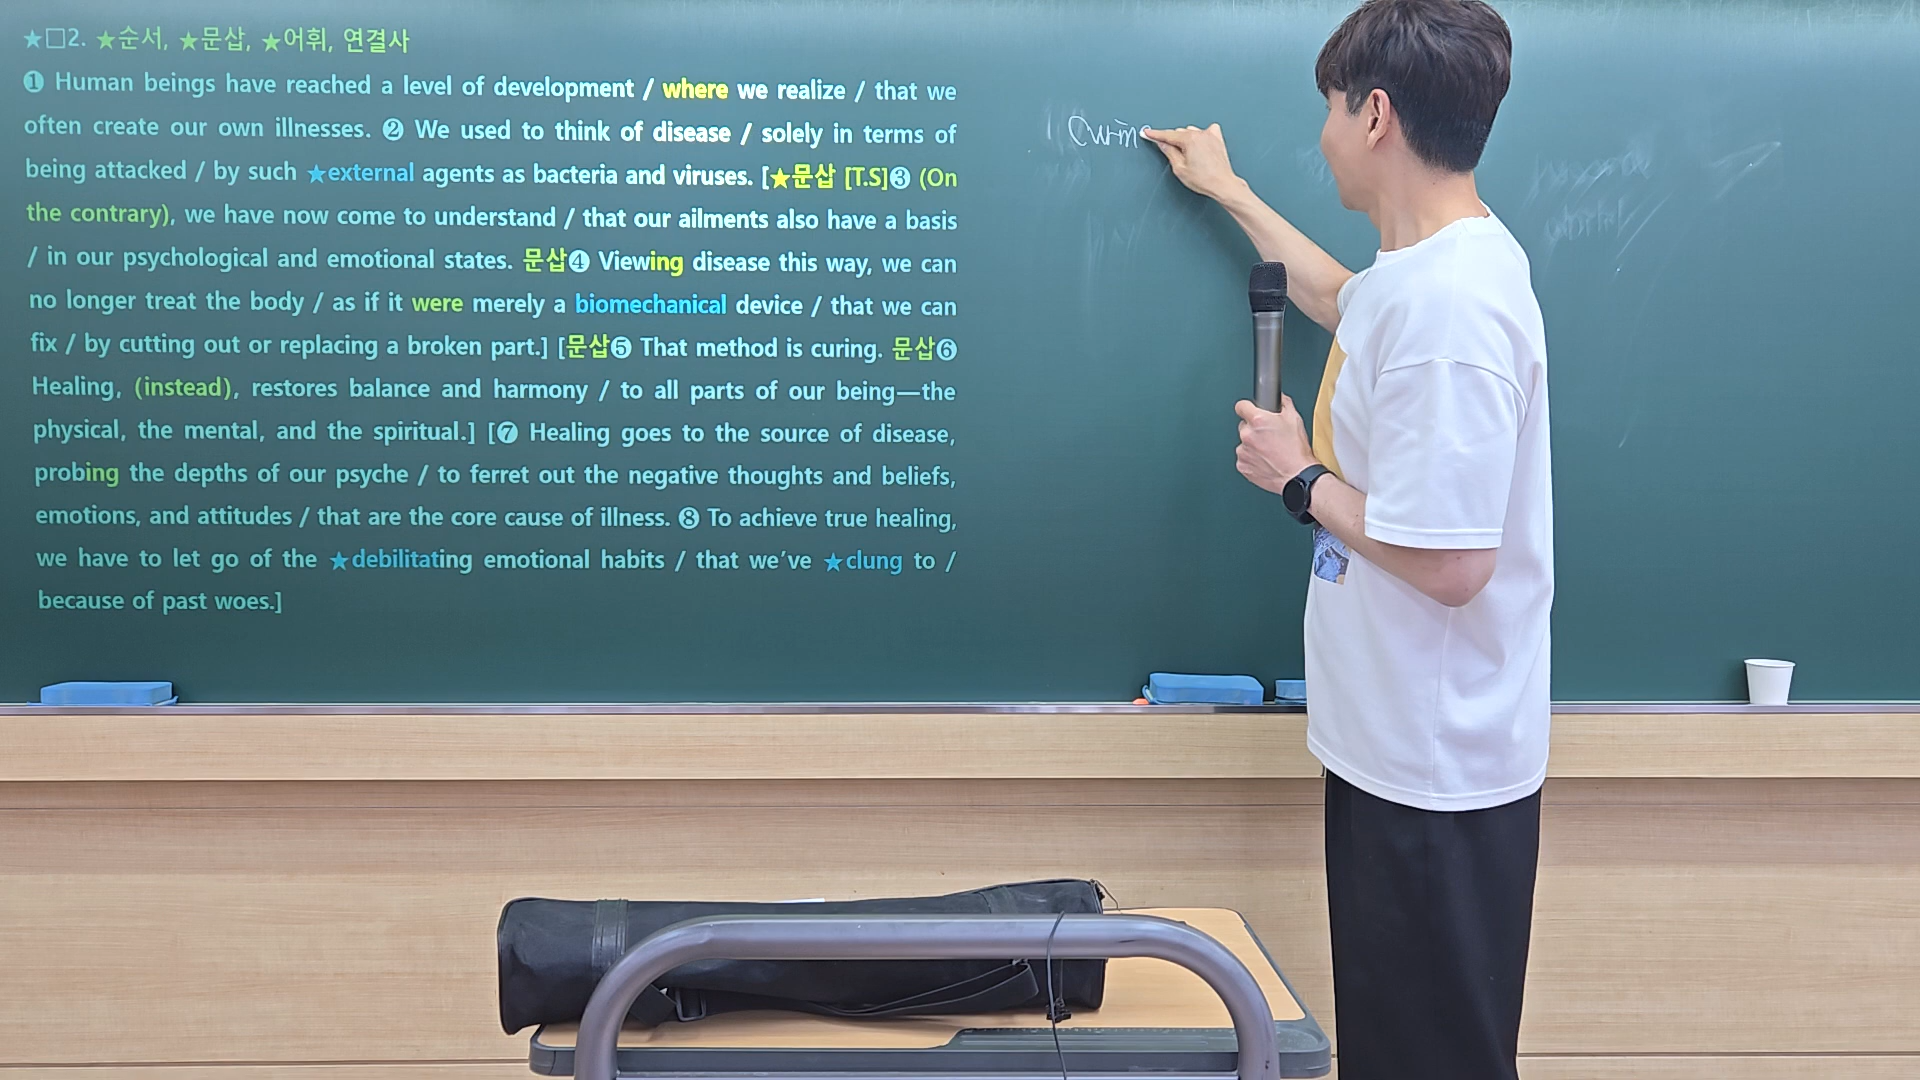 ★□2. ★순서, ★문삽, ★어휘, 연결사
❶ Human beings have reached a level of development / where we realize / that we
often create our own illnesses. ❷ We used to think of disease / solely in terms of
being attacked / by such ★external agents as bacteria and viruses. [★문삽 [T.S]❸ (On
the contrary), we have now come to understand / that our ailments also have a basis
/ in our psychological and emotional states. 문삽❹ Viewing disease this way, we can
no longer treat the body / as if it were merely a biomechanical device / that we can
fix / by cutting out or replacing a broken part.] [문삽❺ That method is curing. 문삽❻
Healing, (instead), restores balance and harmony / to all parts of our being—the
physical, the mental, and the spiritual.] [❼ Healing goes to the source of disease,
probing the depths of our psyche / to ferret out the negative thoughts and beliefs,
emotions, and attitudes / that are the core cause of illness. ❽ To achieve true healing,
we have to let go of the ★debilitating emotional habits / that we’ve ★clung to /
because of past woes.]